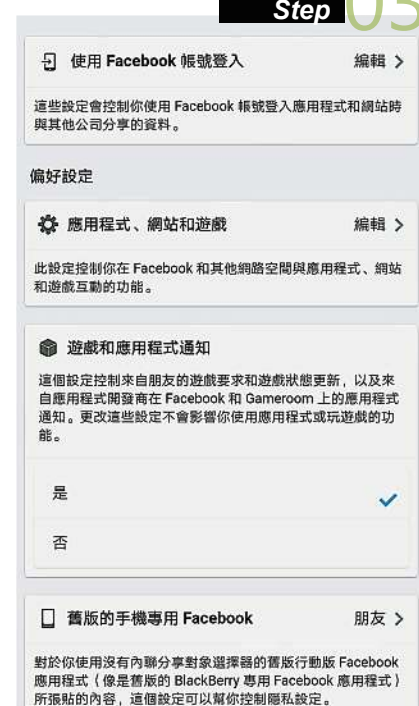 Step 03
使用 Facebook 帳號登入 編輯 >
這些設定會控制你使用 Facebook 帳號登入應用程式和網站時
與其他公司分享的資料。
偏好設定
應用程式、網站和遊戲 編輯 >
此設定控制你在 Facebook 和其他網路空間與應用程式、網站
和遊戲互動的功能。
遊戲和應用程式通知
這個設定控制來自朋友的遊戲要求和遊戲狀態更新，以及來
自應用程式開發商在 Facebook 和 Gameroom 上的應用程式
通知。更改這些設定不會影響你使用應用程式或玩遊戲的功
能。
是
否
舊版的手機專用 Facebook 朋友 >
對於你使用沒有內聯分享對象選擇器的舊版行動版 Facebook
應用程式（像是舊版的 BlackBerry 專用 Facebook 應用程式）
所張貼的內容，這個設定可以幫你控制隱私設定。